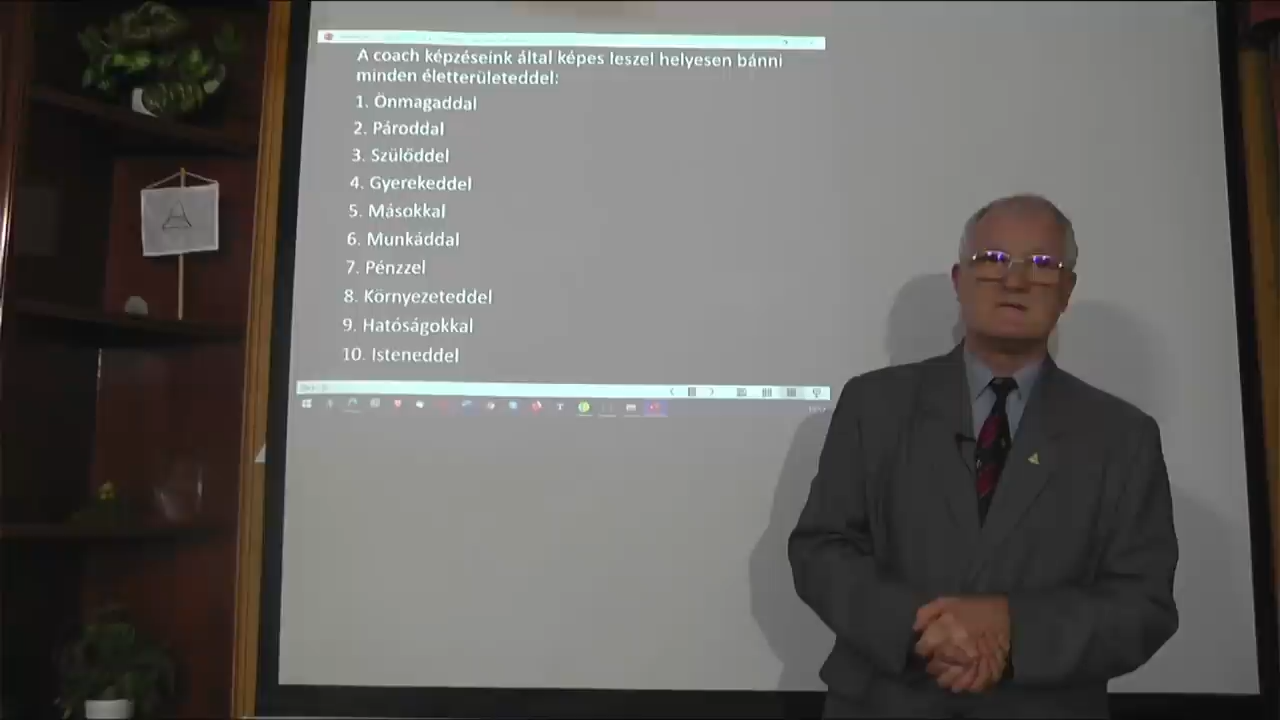 A coach képzéseink által képes leszel helyesen bánni
minden életterületeddel:
1. Önmagaddal
2. Pároddal
3. Szülőddel
4. Gyerekeddel
5. Másokkal
6. Munkáddal
7. Pénzzel
8. Környezeteddel
9. Hatóságokkal
10. Isteneddel